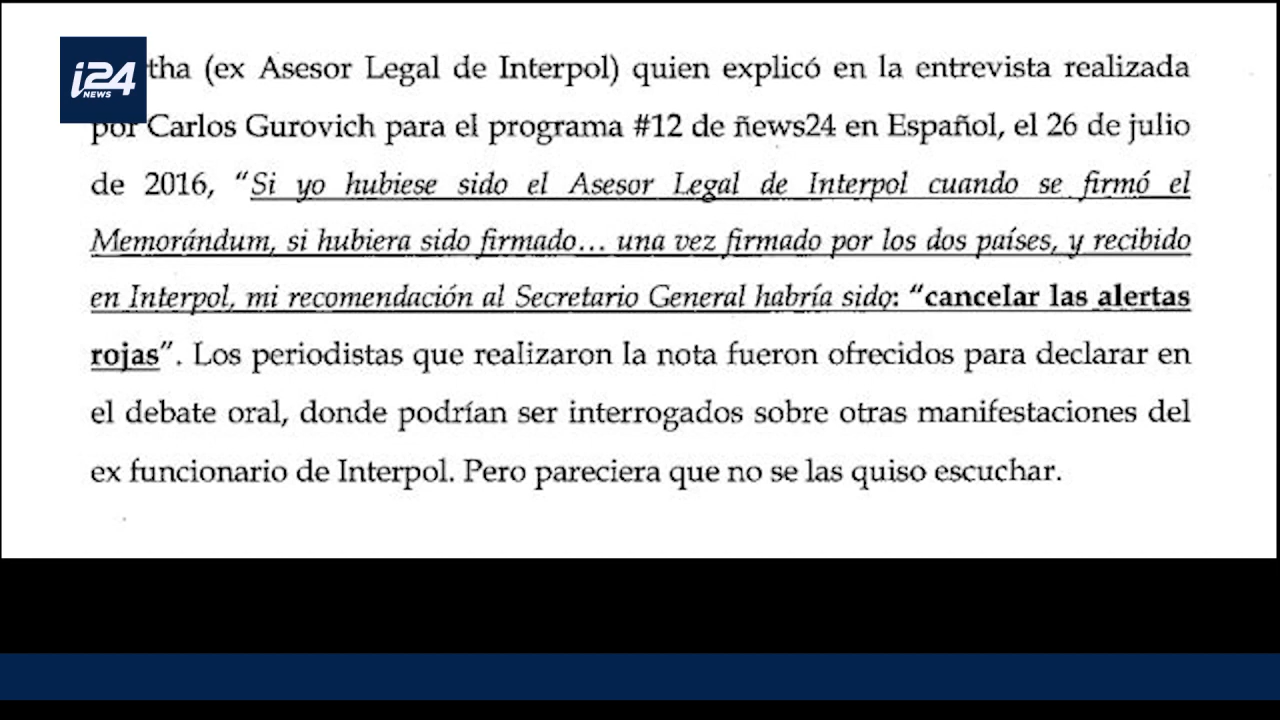 i24
NEWS
tha (ex Asesor Legal de Interpol) quien explicó en la entrevista realizada
por Carlos Gurovich para el programa #12 de ñews24 en Español, el 26 de julio
de 2016, “Si yo hubiese sido el Asesor Legal de Interpol cuando se firmó el
Memorándum, si hubiera sido firmado... una vez firmado por los dos países, y recibido
en Interpol, mi recomendación al Secretario General habría sido: “cancelar las alertas
rojas”. Los periodistas que realizaron la nota fueron ofrecidos para declarar en
el debate oral, donde podrían ser interrogados sobre otras manifestaciones del
ex funcionario de Interpol. Pero pareciera que no se las quiso escuchar.